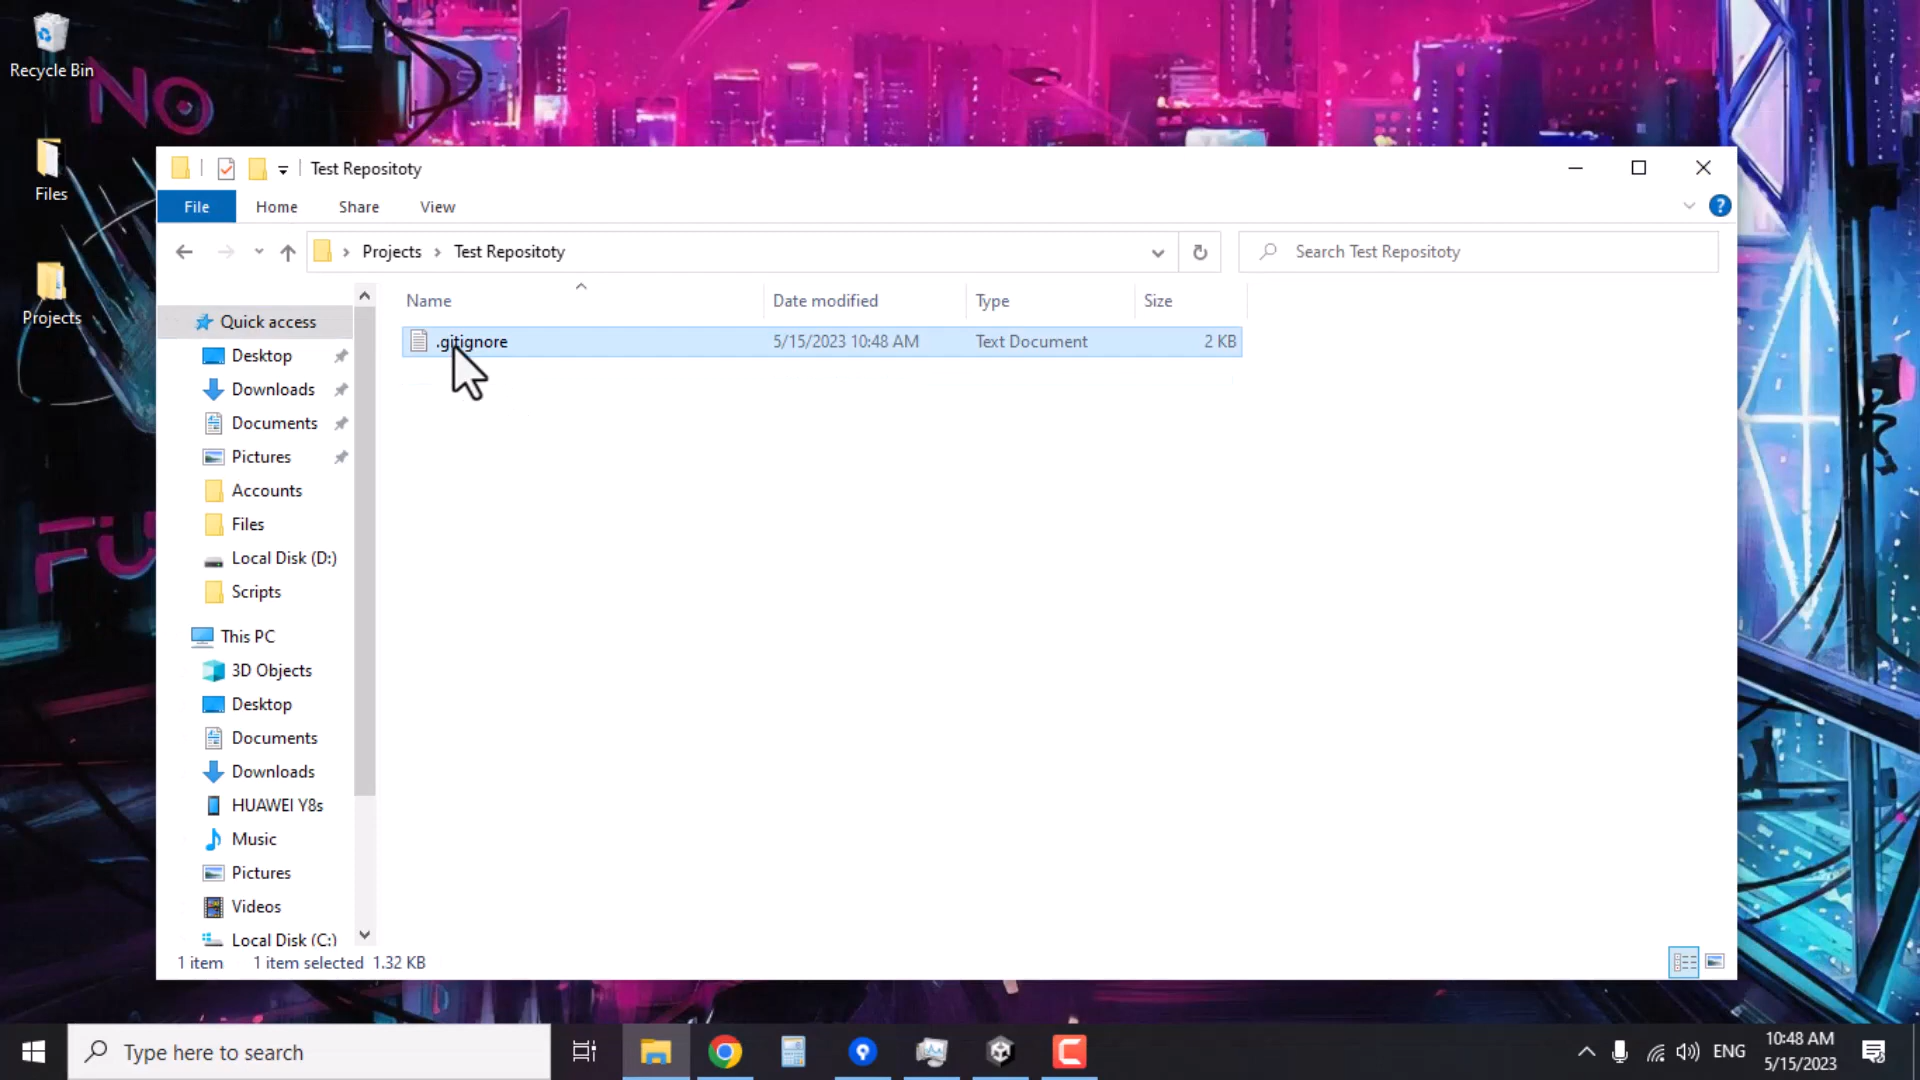 Recycle Bin
NO
Files
Projects
FU
Test Repositoty
File
Home
Share
View
?
Projects
Test Repositoty
Search Test Repositoty
Name
Date modified
Type
Size
.gitignore
5/15/2023 10:48 AM
Text Document
2 KB
Quick access
Desktop
Downloads
Documents
Pictures
Accounts
Files
Local Disk (D:)
Scripts
This PC
3D Objects
Desktop
Documents
Downloads
HUAWEI Y8s
Music
Pictures
Videos
Local Disk (C:)
1 item
1 item selected 1.32 KB
Type here to search
ENG
10:48 AM
5/15/2023